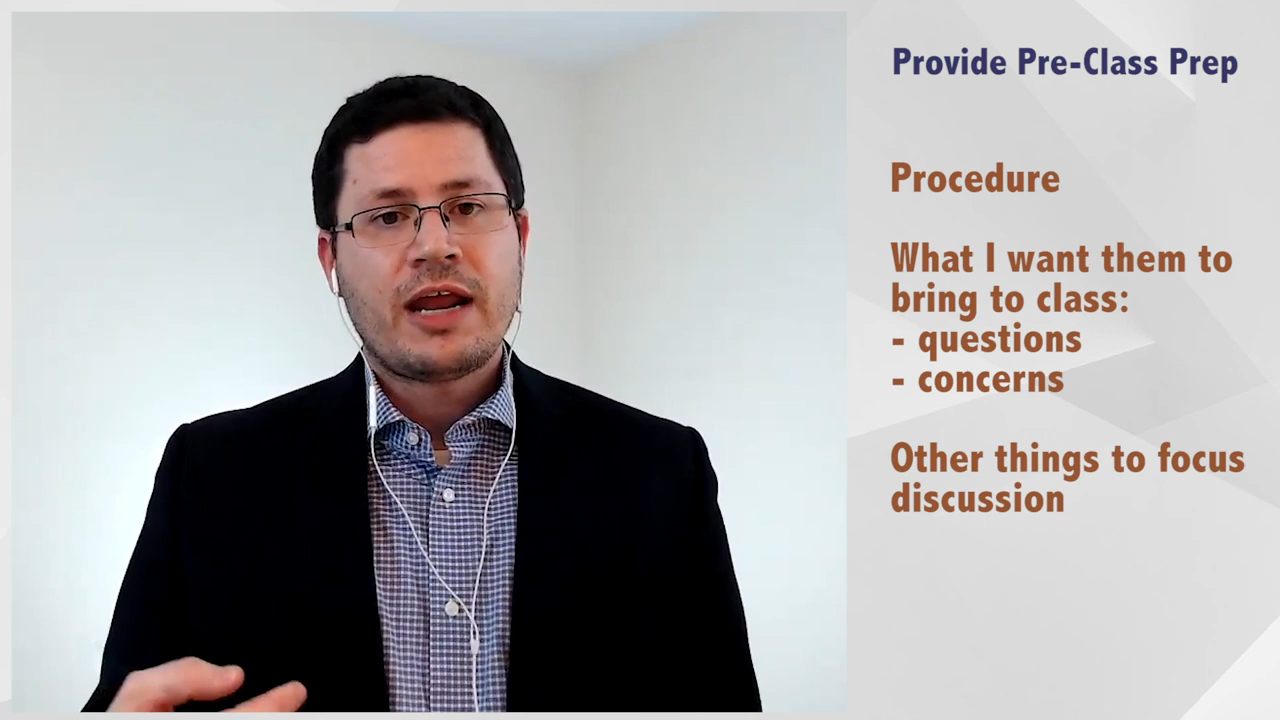 Provide Pre-Class Prep
Procedure
What I want them to
bring to class:
- questions
- concerns
Other things to focus
discussion